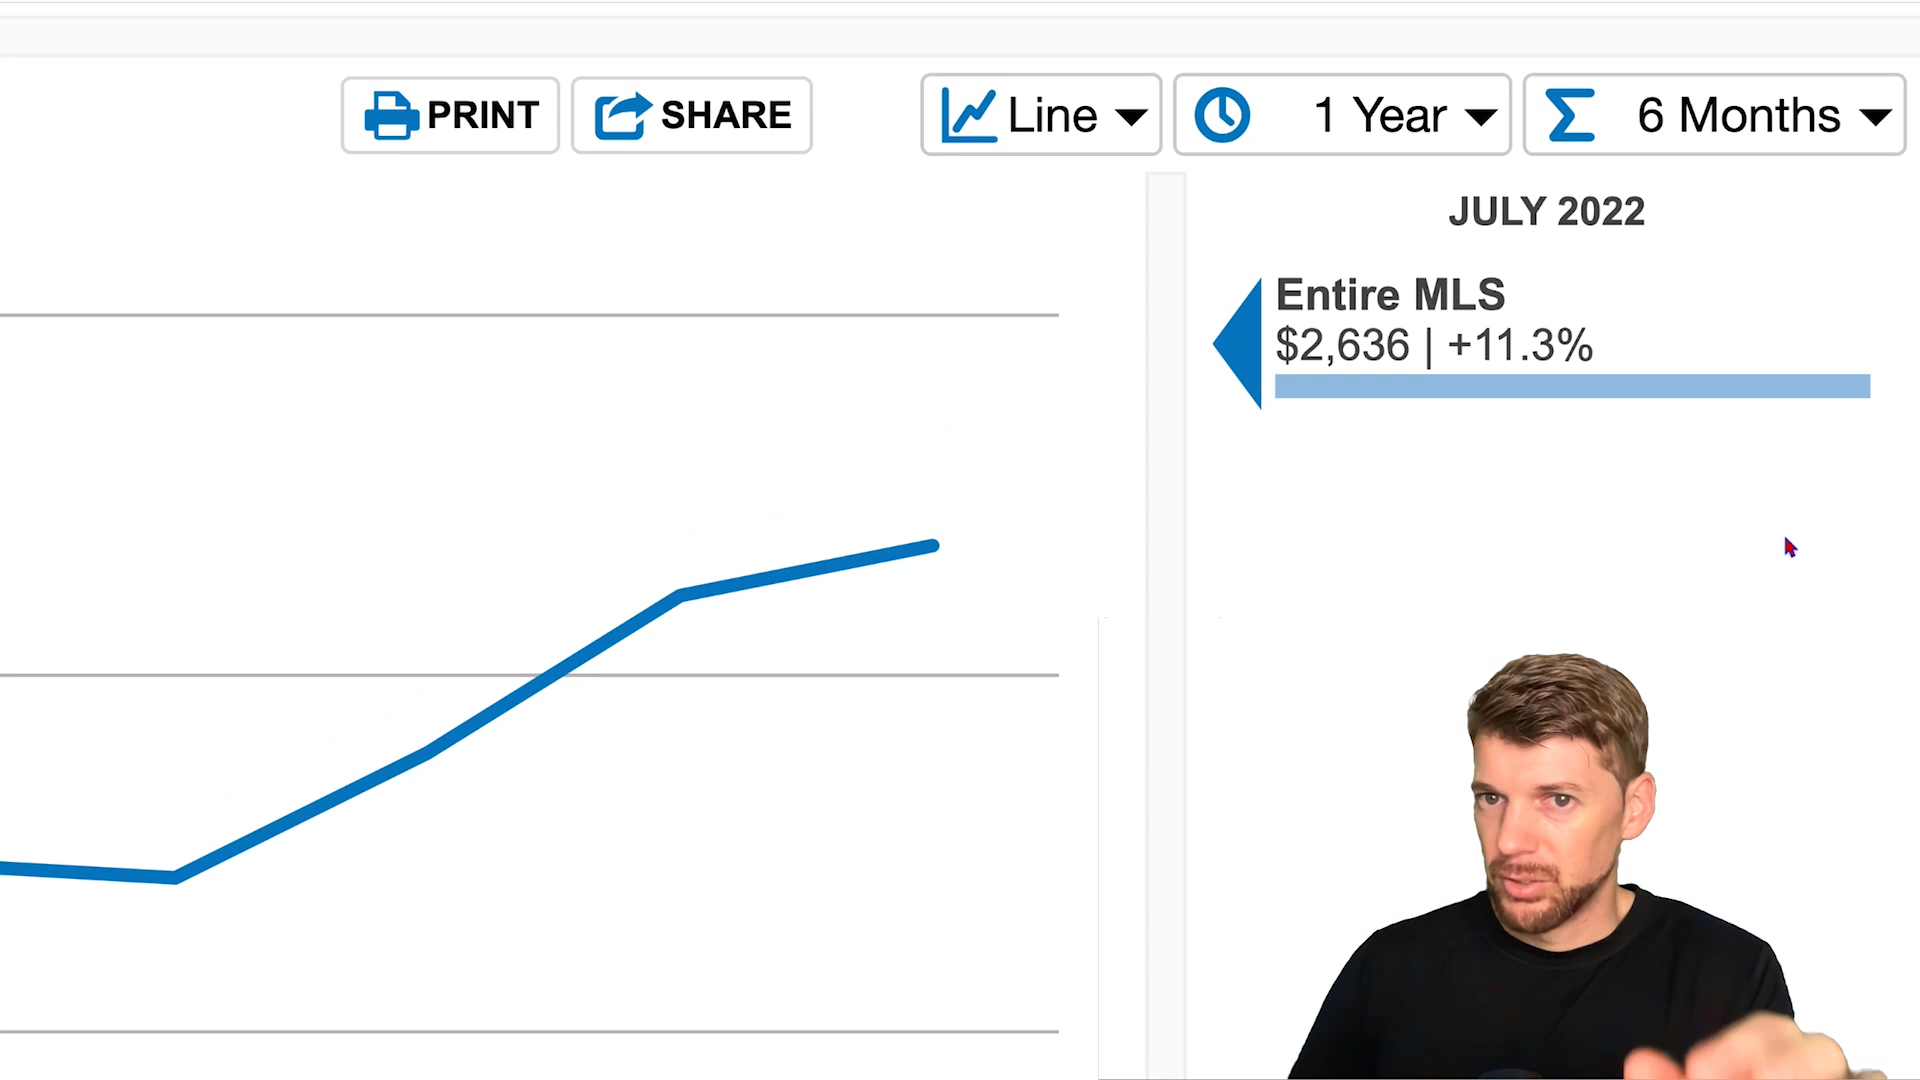 PRINT
SHARE
Line
1 Year
6 Months
JULY 2022
Entire MLS
$2,636 | +11.3%